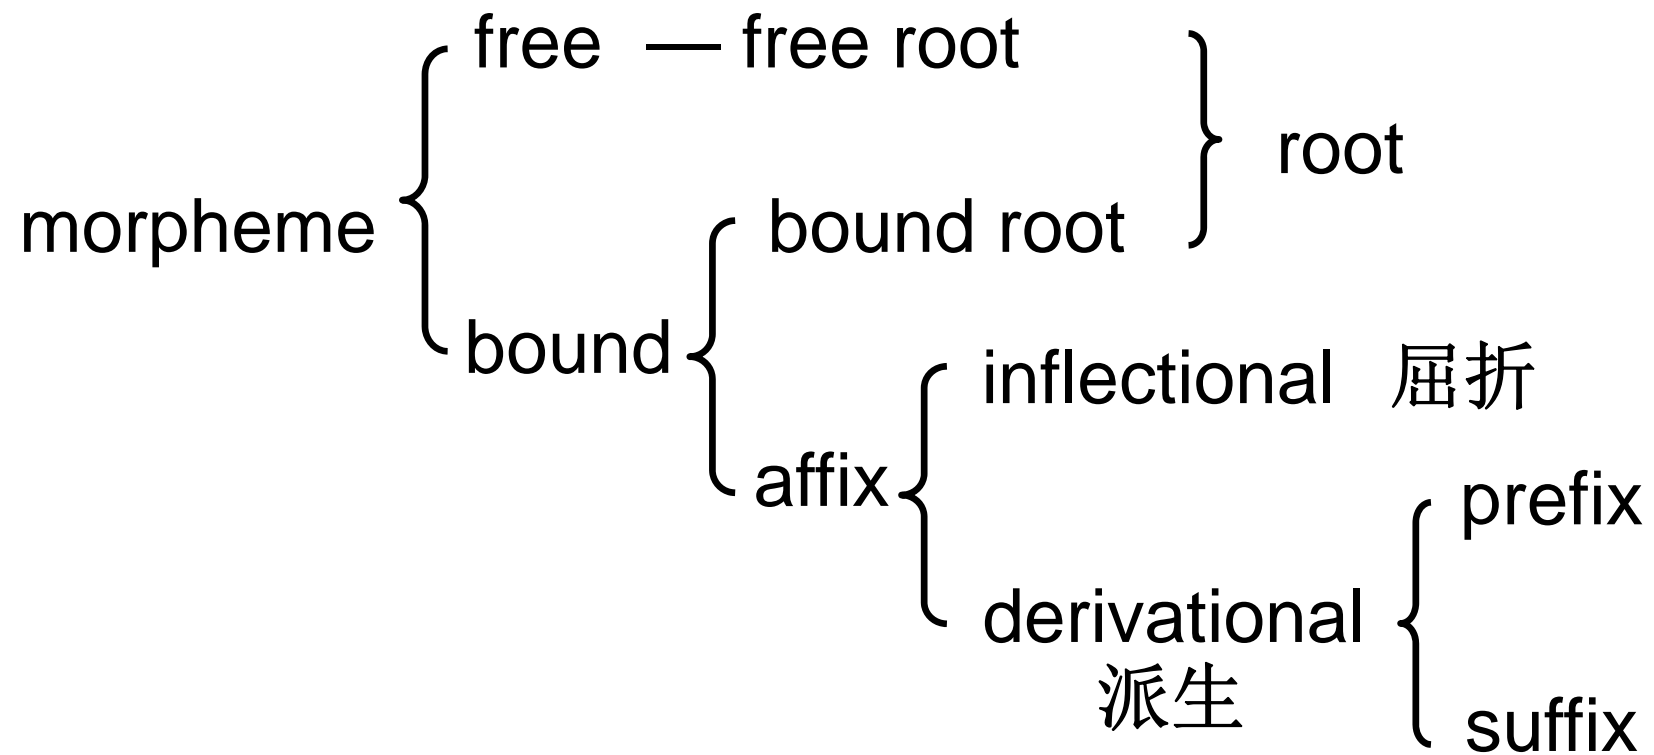 free — free root
root
morpheme
bound root
bound
inflectional 屈折
affix
prefix
derivational
派生
suffix